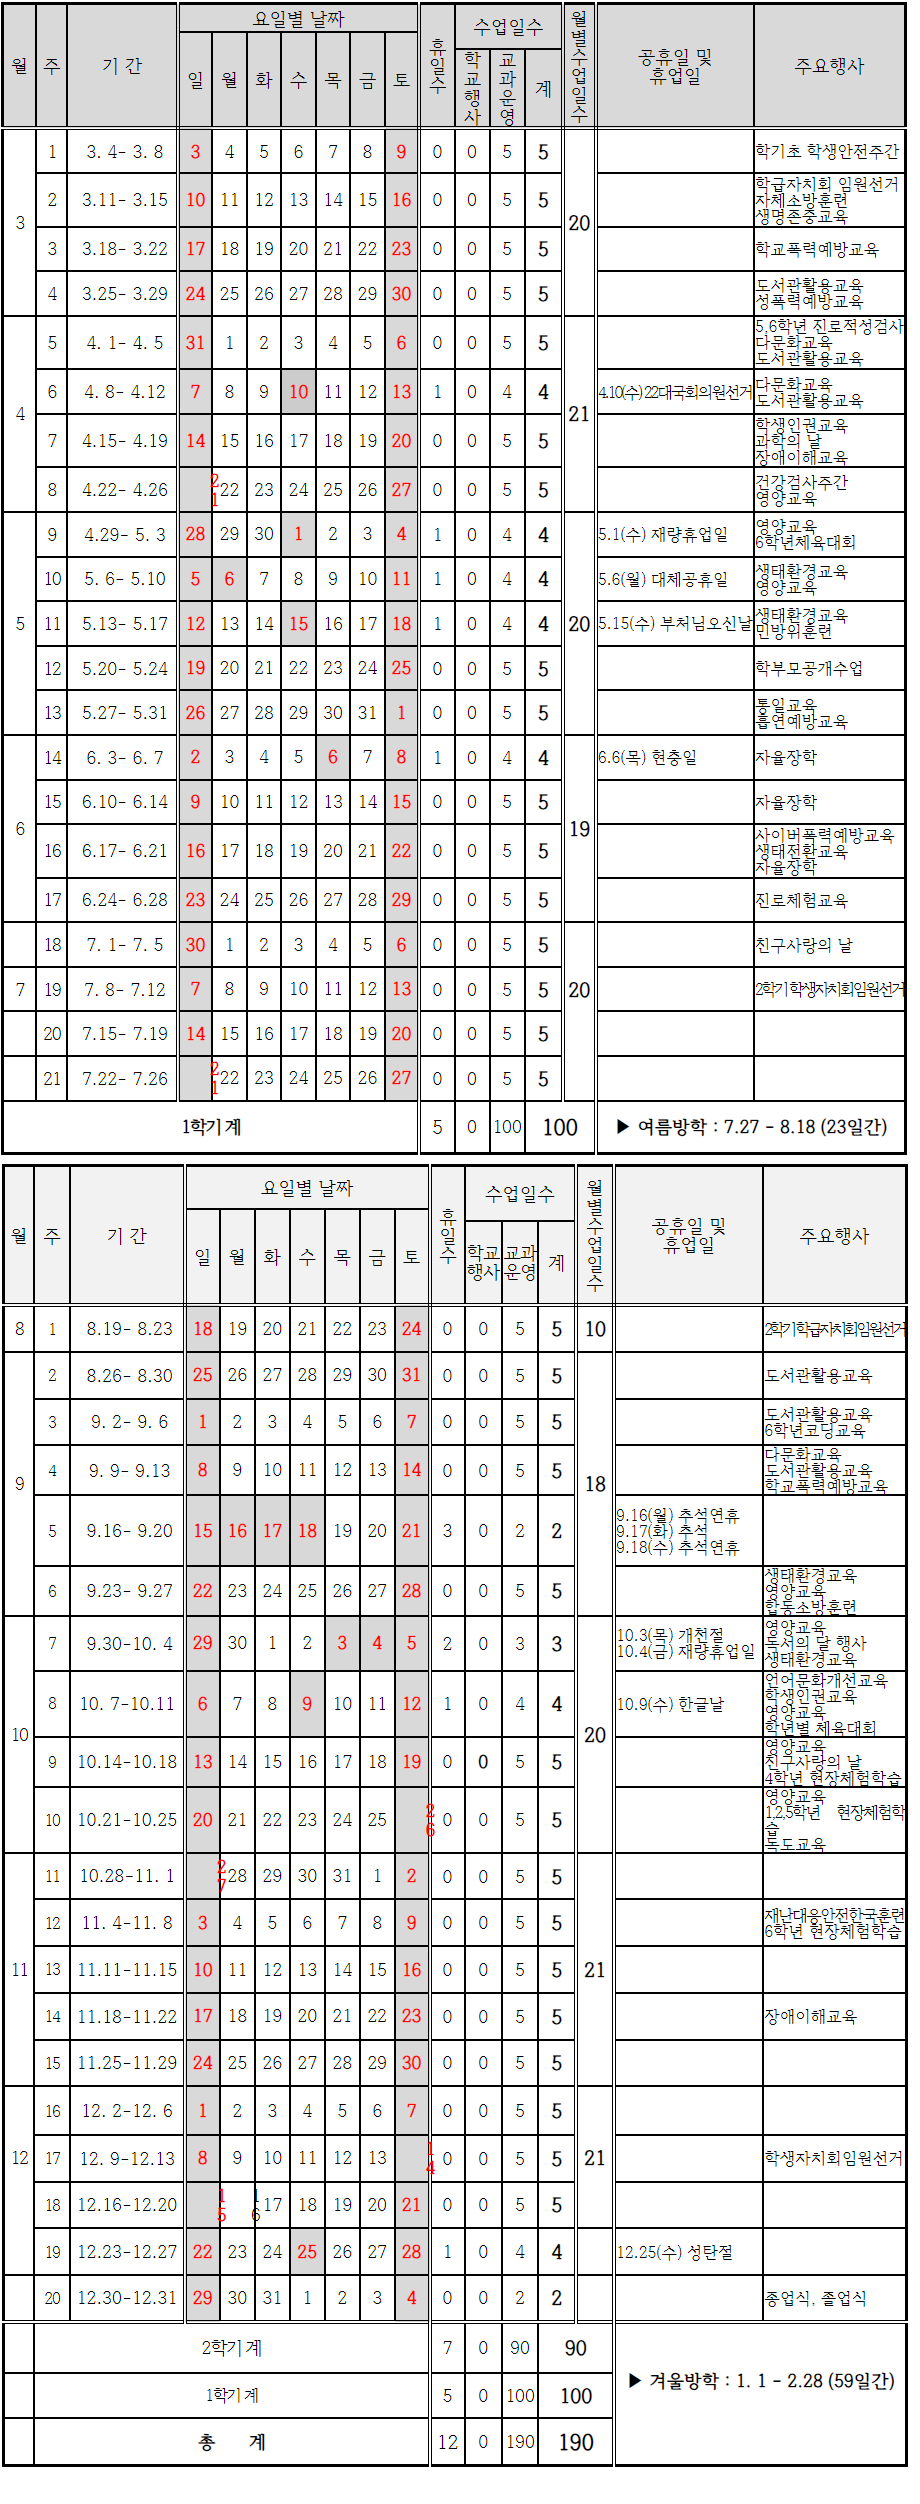 월 주 기 간 요일별 날짜 휴일수 수업일수 월별수업일수 공휴일 및 휴업일 주요행사
일 월 화 수 목 금 토 학교행사 교과운영 계
3 1 3. 4- 3. 8 3 4 5 6 7 8 9 0 0 5 5 20 학기초 학생안전주간
2 3.11- 3.15 10 11 12 13 14 15 16 0 0 5 5 학급자치회 임원선거
자체소방훈련
생명존중교육
3 3.18- 3.22 17 18 19 20 21 22 23 0 0 5 5 학교폭력예방교육
4 3.25- 3.29 24 25 26 27 28 29 30 0 0 5 5 도서관활용교육
성폭력예방교육
4 5 4. 1- 4. 5 31 1 2 3 4 5 6 0 0 5 5 21 5,6학년 진로적성검사
다문화교육
도서관활용교육
6 4. 8- 4.12 7 8 9 10 11 12 13 1 0 4 4 4.10(수) 22대국회의원선거 다문화교육
도서관활용교육
7 4.15- 4.19 14 15 16 17 18 19 20 0 0 5 5 학생인권교육
과학의 날
장애이해교육
8 4.22- 4.26 21 22 23 24 25 26 27 0 0 5 5 건강검사주간
영양교육
5 9 4.29- 5. 3 28 29 30 1 2 3 4 1 0 4 4 20 5.1(수) 재량휴업일 영양교육
6학년체육대회
10 5. 6- 5.10 5 6 7 8 9 10 11 1 0 4 4 5.6(월) 대체공휴일 생태환경교육
영양교육
11 5.13- 5.17 12 13 14 15 16 17 18 1 0 4 4 5.15(수) 부처님오신날 생태환경교육
민방위훈련
12 5.20- 5.24 19 20 21 22 23 24 25 0 0 5 5 학부모공개수업
13 5.27- 5.31 26 27 28 29 30 31 1 0 0 5 5 통일교육
흡연예방교육
6 14 6. 3- 6. 7 2 3 4 5 6 7 8 1 0 4 4 19 6.6(목) 현충일 자율장학
15 6.10- 6.14 9 10 11 12 13 14 15 0 0 5 5 자율장학
16 6.17- 6.21 16 17 18 19 20 21 22 0 0 5 5 사이버폭력예방교육
생태전환교육
자율장학
17 6.24- 6.28 23 24 25 26 27 28 29 0 0 5 5 진로체험교육
18 7. 1- 7. 5 30 1 2 3 4 5 6 0 0 5 5 친구사랑의 날
7 19 7. 8- 7.12 7 8 9 10 11 12 13 0 0 5 5 20 2학기 학생자치회임원선거
20 7.15- 7.19 14 15 16 17 18 19 20 0 0 5 5
21 7.22- 7.26 21 22 23 24 25 26 27 0 0 5 5
1학기계 5 0 100 100 ▶ 여름방학 : 7.27 - 8.18 (23일간)
월 주 기 간 요일별 날짜 휴일수 수업일수 월별수업일수 공휴일 및 휴업일 주요행사
일 월 화 수 목 금 토 학교행사 교과운영 계
8 1 8.19- 8.23 18 19 20 21 22 23 24 0 0 5 5 10 2학기학급자치회임원선거
9 2 8.26- 8.30 25 26 27 28 29 30 31 0 0 5 5 18 도서관활용교육
3 9. 2- 9. 6 1 2 3 4 5 6 7 0 0 5 5 도서관활용교육
6학년코딩교육
4 9. 9- 9.13 8 9 10 11 12 13 14 0 0 5 5 다문화교육
도서관활용교육
학교폭력예방교육
5 9.16- 9.20 15 16 17 18 19 20 21 3 0 2 2 9.16(월) 추석연휴
9.17(화) 추석
9.18(수) 추석연휴
6 9.23- 9.27 22 23 24 25 26 27 28 0 0 5 5 생태환경교육
영양교육
합동소방훈련
10 7 9.30-10. 4 29 30 1 2 3 4 5 2 0 3 3 20 10.3(목) 개천절
10.4(금) 재량휴업일
영양교육
독서의 달 행사
생태환경교육
8 10. 7-10.11 6 7 8 9 10 11 12 1 0 4 4 10.9(수) 한글날 언어문화개선교육
학생인권교육
영양교육
학년별 체육대회
9 10.14-10.18 13 14 15 16 17 18 19 0 0 5 5 영양교육
친구사랑의 날
4학년 현장체험학습
10 10.21-10.25 20 21 22 23 24 25 26 0 0 5 5 영양교육
1,2,5학년 현장체험학
습
독도교육
11 11 10.28-11. 1 27 28 29 30 31 1 2 0 0 5 5 21
12 11. 4-11. 8 3 4 5 6 7 8 9 0 0 5 5 재난대응안전한국훈련
6학년 현장체험학습
13 11.11-11.15 10 11 12 13 14 15 16 0 0 5 5
14 11.18-11.22 17 18 19 20 21 22 23 0 0 5 5 장애이해교육
15 11.25-11.29 24 25 26 27 28 29 30 0 0 5 5
12 16 12. 2-12. 6 1 2 3 4 5 6 7 0 0 5 5 21
17 12. 9-12.13 8 9 10 11 12 13 14 0 0 5 5 학생자치회임원선거
18 12.16-12.20 15 16 17 18 19 20 21 0 0 5 5
19 12.23-12.27 22 23 24 25 26 27 28 1 0 4 4 12.25(수) 성탄절
20 12.30-12.31 29 30 31 1 2 3 4 0 0 2 2 종업식, 졸업식
2학기계 7 0 90 90 ▶ 겨울방학 : 1. 1 - 2.28 (59일간)
1학기계 5 0 100 100
총 계 12 0 190 190